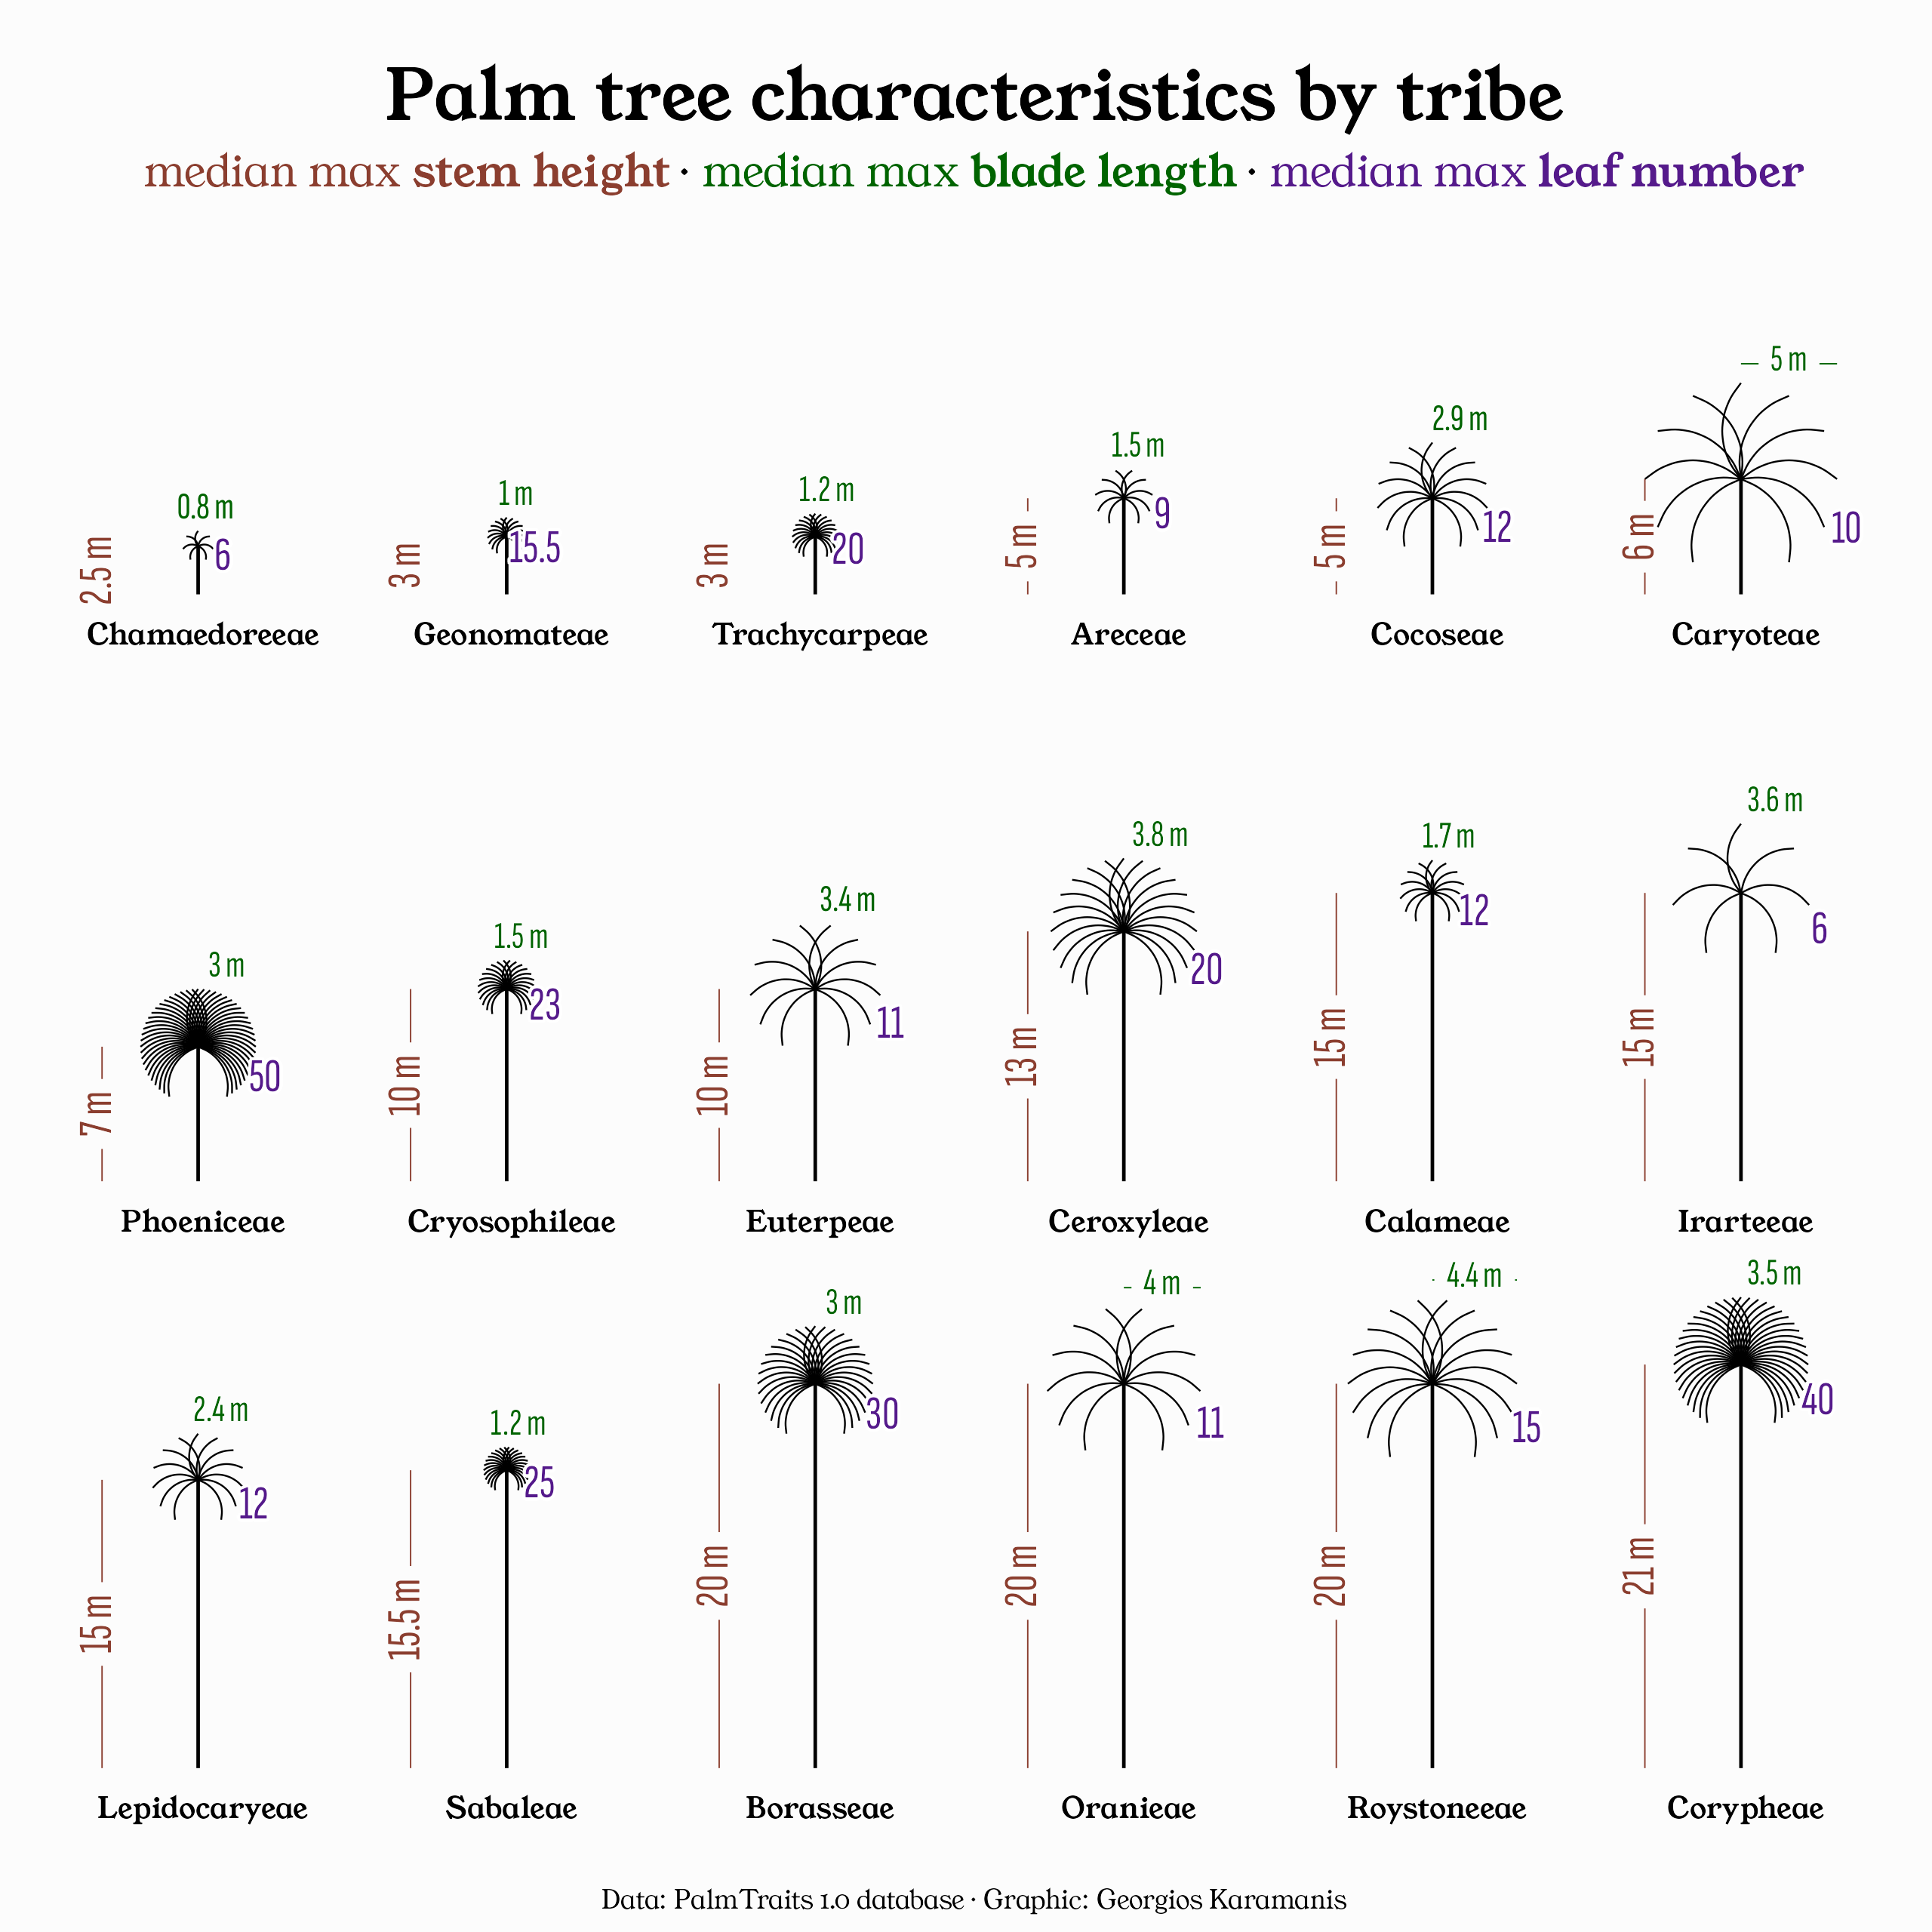 Palm tree characteristics by tribe
median max stem height · median max blade length · median max leaf number
0.8 m
6
2.5 m
Chamaedoreeae
1 m
15.5
3 m
Geonomateae
1.2 m
20
3 m
Trachycarpeae
1.5 m
9
5 m
Areceae
2.9 m
12
5 m
Cocoseae
5 m
10
6 m
Caryoteae
3 m
50
7 m
Phoeniceae
1.5 m
23
10 m
Cryosophileae
3.4 m
11
10 m
Euterpeae
3.8 m
20
13 m
Ceroxyleae
1.7 m
12
15 m
Calameae
3.6 m
6
15 m
Irarteeae
2.4 m
12
15 m
Lepidocaryeae
1.2 m
25
15.5 m
Sabaleae
3 m
30
20 m
Borasseae
4 m
11
20 m
Oranieae
4.4 m
15
20 m
Roystoneeae
3.5 m
40
21 m
Corypheae
Data: PalmTraits 1.0 database · Graphic: Georgios Karamanis